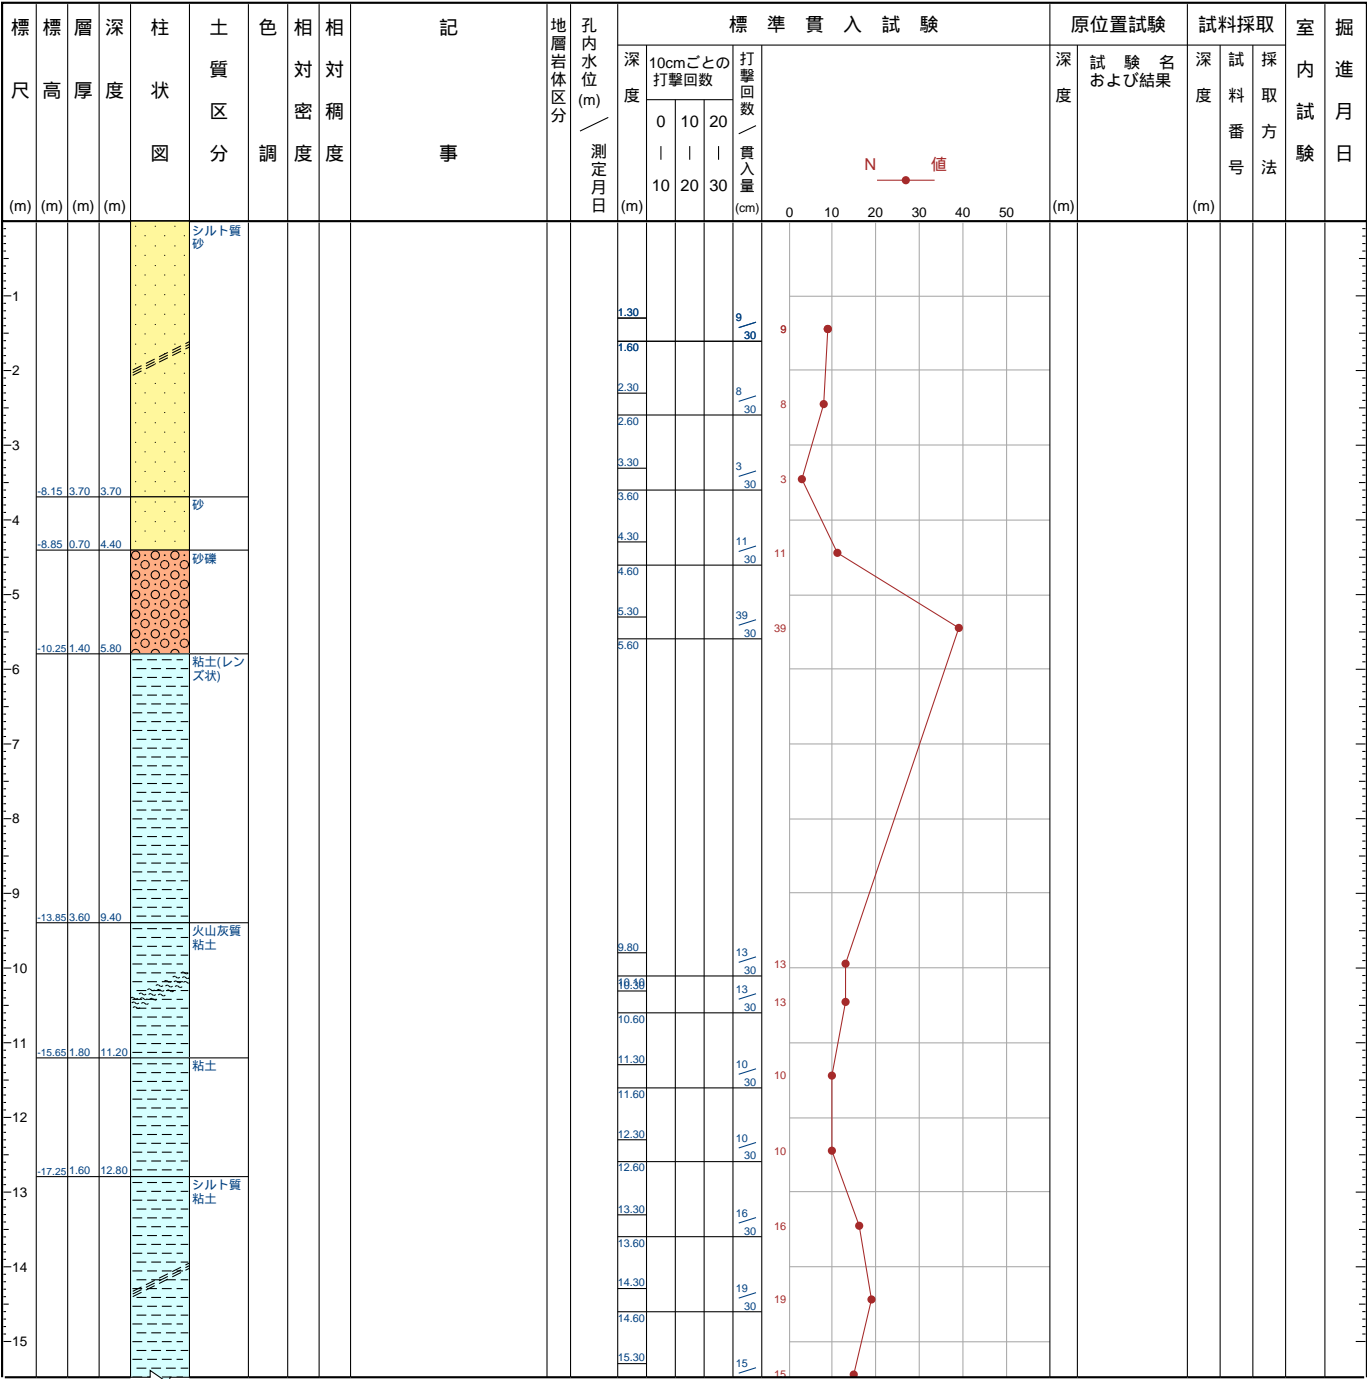 標尺(m)
標高(m)
層厚(m)
深度(m)
柱状図
土質区分
色調
相対密度
相対稠度
記事
地層岩体区分
孔内水位(m)／測定月日
標準貫入試験
深度(m)
10cmごとの
打撃回数
0 | 10
10 | 20
20 | 30
打撃回数／貫入量(cm)
N 値
0 10 20 30 40 50
原位置試験
深度(m)
試験名
および結果
試料採取
深度(m)
試料番号
採取方法
室内試験
掘進月日
シルト質
砂
1
1.30 9/30 9
1.60
2
2.30 8/30 8
2.60
3
3.30 3/30 3
-8.15 3.70 3.70
3.60
砂
4
4.30 11/30 11
-8.85 0.70 4.40
砂礫
4.60
5
5.30 39/30 39
5.60
-10.25 1.40 5.80
粘土(レン
ズ状)
6
7
8
9
-13.85 3.60 9.40
火山灰質
粘土
9.80 13/30 13
10
10.10
10.30 13/30 13
10.60
11
-15.65 1.80 11.20
粘土
11.30 10/30 10
11.60
12
12.30 10/30 10
12.60
-17.25 1.60 12.80
シルト質
粘土
13
13.30 16/30 16
13.60
14
14.30 19/30 19
14.60
15
15.30 15/ 15